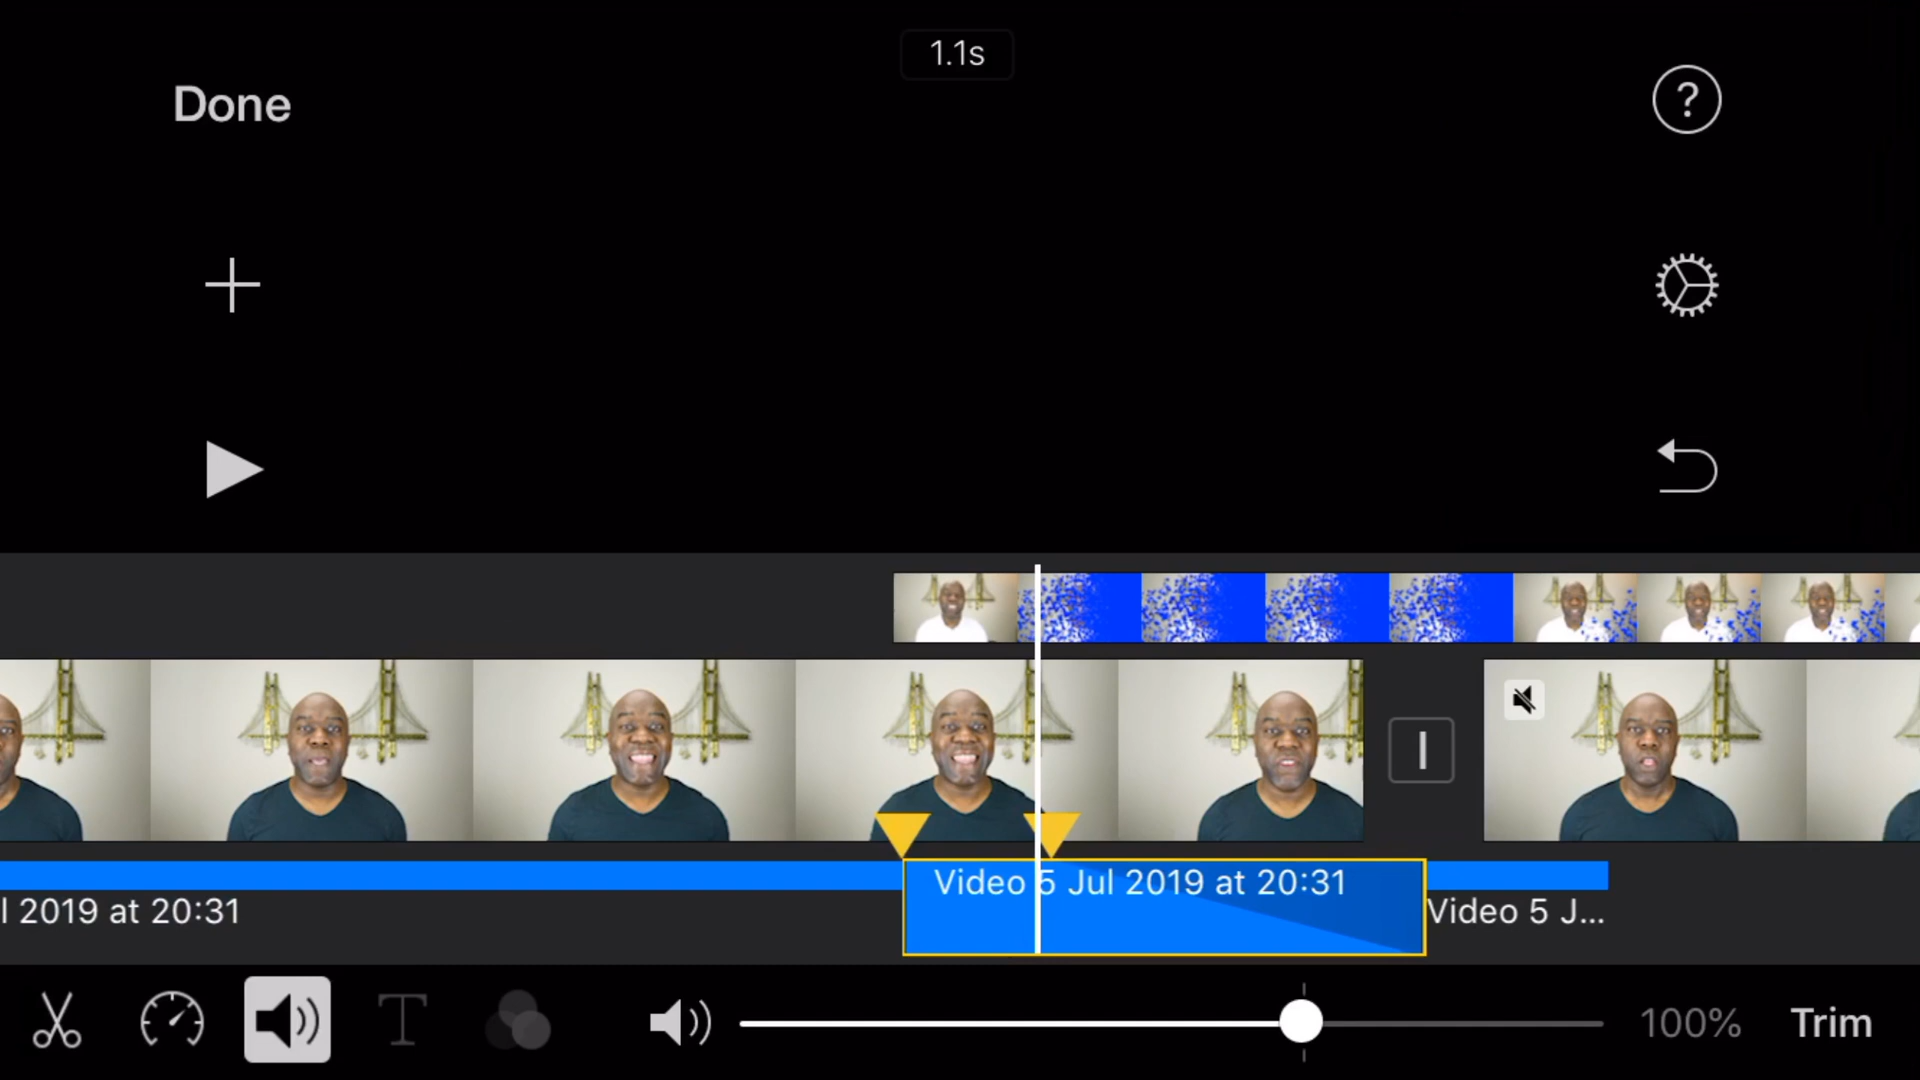 1.1s
Done
?
Video 5 Jul 2019 at 20:31
l 2019 at 20:31
Video 5 J...
T
100%
Trim